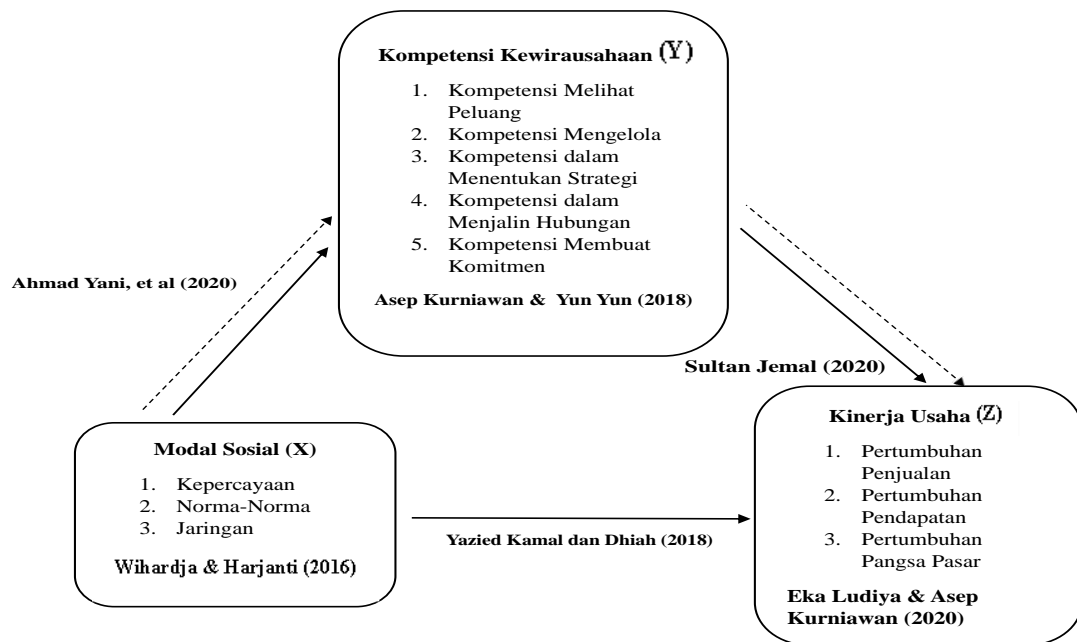 Kompetensi Kewirausahaan (Y)
1. Kompetensi Melihat
Peluang
2. Kompetensi Mengelola
3. Kompetensi dalam
Menentukan Strategi
4. Kompetensi dalam
Menjalin Hubungan
5. Kompetensi Membuat
Komitmen
Asep Kurniawan & Yun Yun (2018)
Ahmad Yani, et al (2020)
Sultan Jemal (2020)
Modal Sosial (X)
1. Kepercayaan
2. Norma-Norma
3. Jaringan
Wihardja & Harjanti (2016)
Yazied Kamal dan Dhiah (2018)
Kinerja Usaha (Z)
1. Pertumbuhan
Penjualan
2. Pertumbuhan
Pendapatan
3. Pertumbuhan
Pangsa Pasar
Eka Ludiya & Asep
Kurniawan (2020)